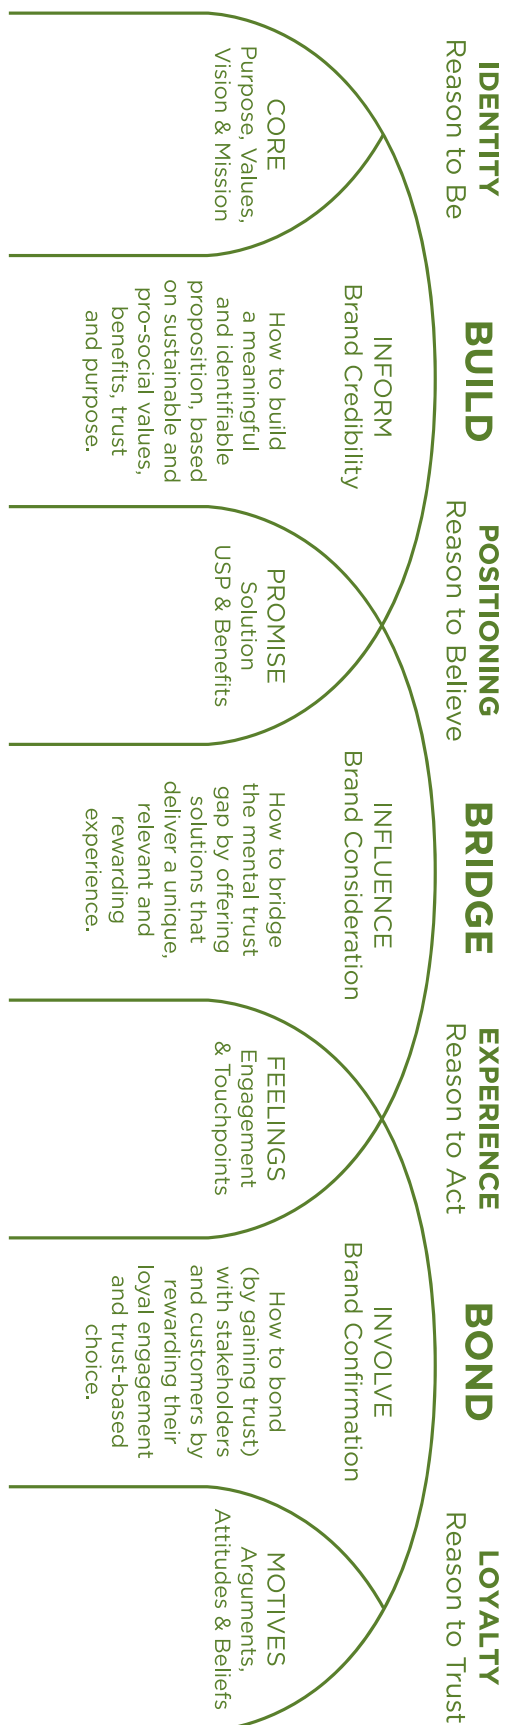 IDENTITY
Reason to Be
BUILD
POSITIONING
Reason to Believe
BRIDGE
EXPERIENCE
Reason to Act
BOND
LOYALTY
Reason to Trust
CORE
Purpose, Values,
Vision & Mission
INFORM
Brand Credibility
How to build
a meaningful
and identifiable
proposition, based
on sustainable and
pro-social values,
benefits, trust
and purpose.
PROMISE
Solution
USP & Benefits
INFLUENCE
Brand Consideration
How to bridge
the mental trust
gap by offering
solutions that
deliver a unique,
relevant and
rewarding
experience.
FEELINGS
Engagement
& Touchpoints
INVOLVE
Brand Confirmation
How to bond
(by gaining trust)
with stakeholders
and customers by
rewarding their
loyal engagement
and trust-based
choice.
MOTIVES
Arguments,
Attitudes & Beliefs